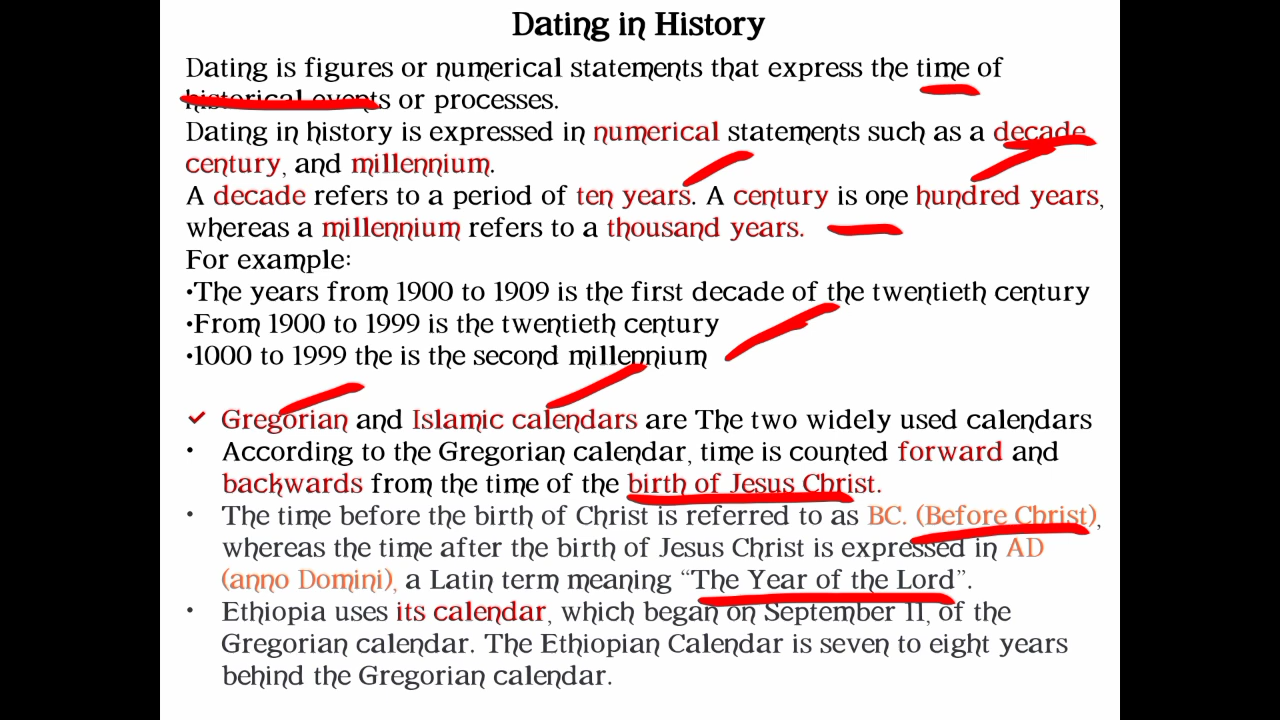 Dating in History
Dating is figures or numerical statements that express the time of
historical events or processes.
Dating in history is expressed in numerical statements such as a decade
century, and millennium.
A decade refers to a period of ten years. A century is one hundred years,
whereas a millennium refers to a thousand years.
For example:
•The years from 1900 to 1909 is the first decade of the twentieth century
•From 1900 to 1999 is the twentieth century
•1000 to 1999 the is the second millennium
✓ Gregorian and Islamic calendars are The two widely used calendars
• According to the Gregorian calendar, time is counted forward and
backwards from the time of the birth of Jesus Christ.
• The time before the birth of Christ is referred to as BC. (Before Christ),
whereas the time after the birth of Jesus Christ is expressed in AD
(anno Domini), a Latin term meaning “The Year of the Lord”.
• Ethiopia uses its calendar, which began on September 11, of the
Gregorian calendar. The Ethiopian Calendar is seven to eight years
behind the Gregorian calendar.